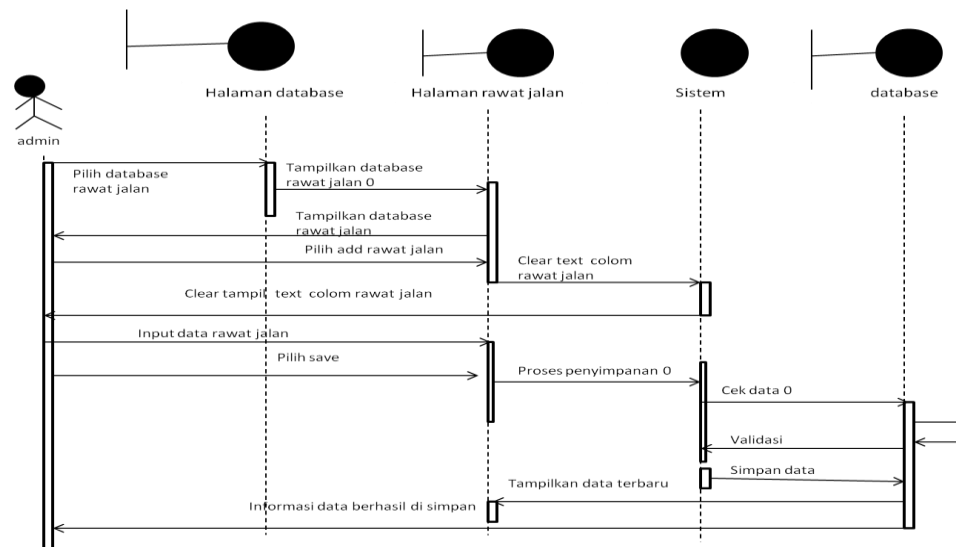 Halaman database
Halaman rawat jalan
Sistem
database
admin
Pilih database
rawat jalan
Tampilkan database
rawat jalan 0
Tampilkan database
rawat jalan
Pilih add rawat jalan
Clear text colom
rawat jalan
Clear tampil text colom rawat jalan
Input data rawat jalan
Pilih save
Proses penyimpanan 0
Cek data 0
Validasi
Simpan data
Tampilkan data terbaru
Informasi data berhasil di simpan